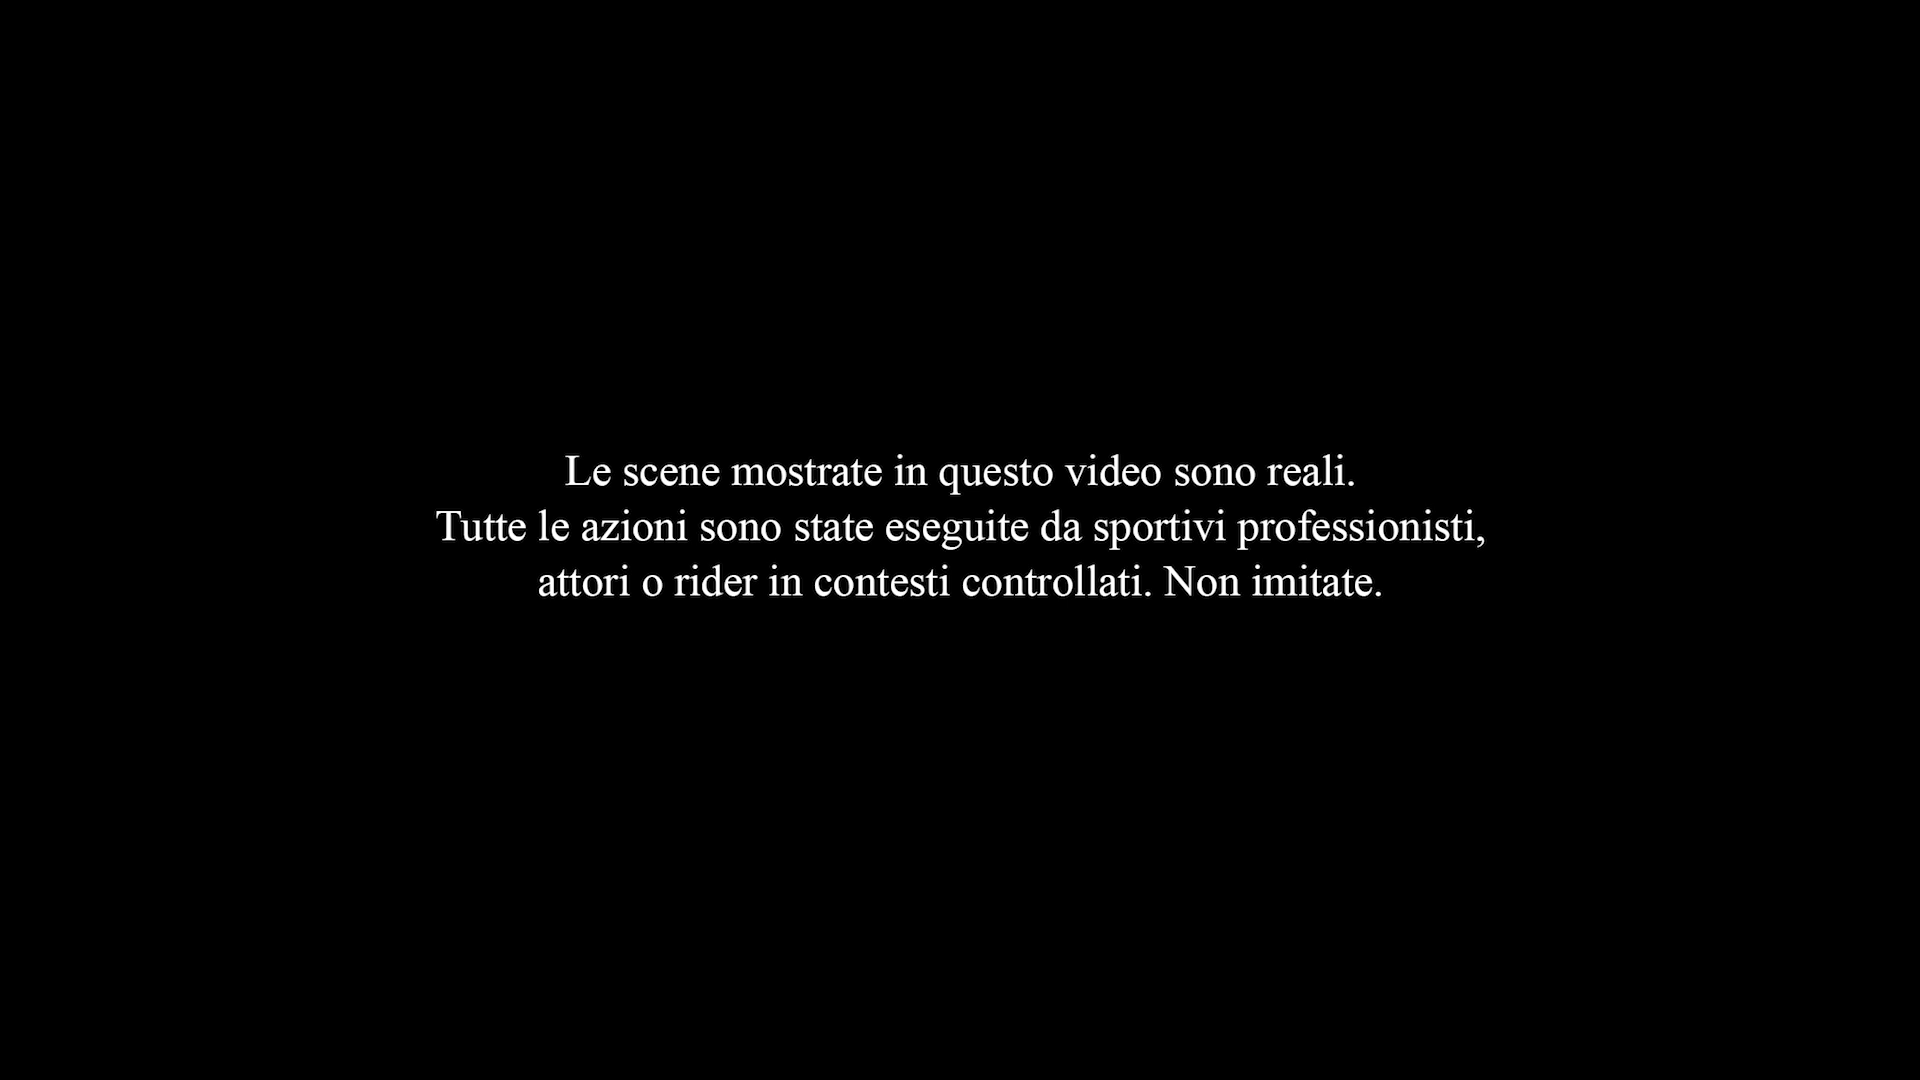 Le scene mostrate in questo video sono reali.
Tutte le azioni sono state eseguite da sportivi professionisti,
attori o rider in contesti controllati. Non imitate.